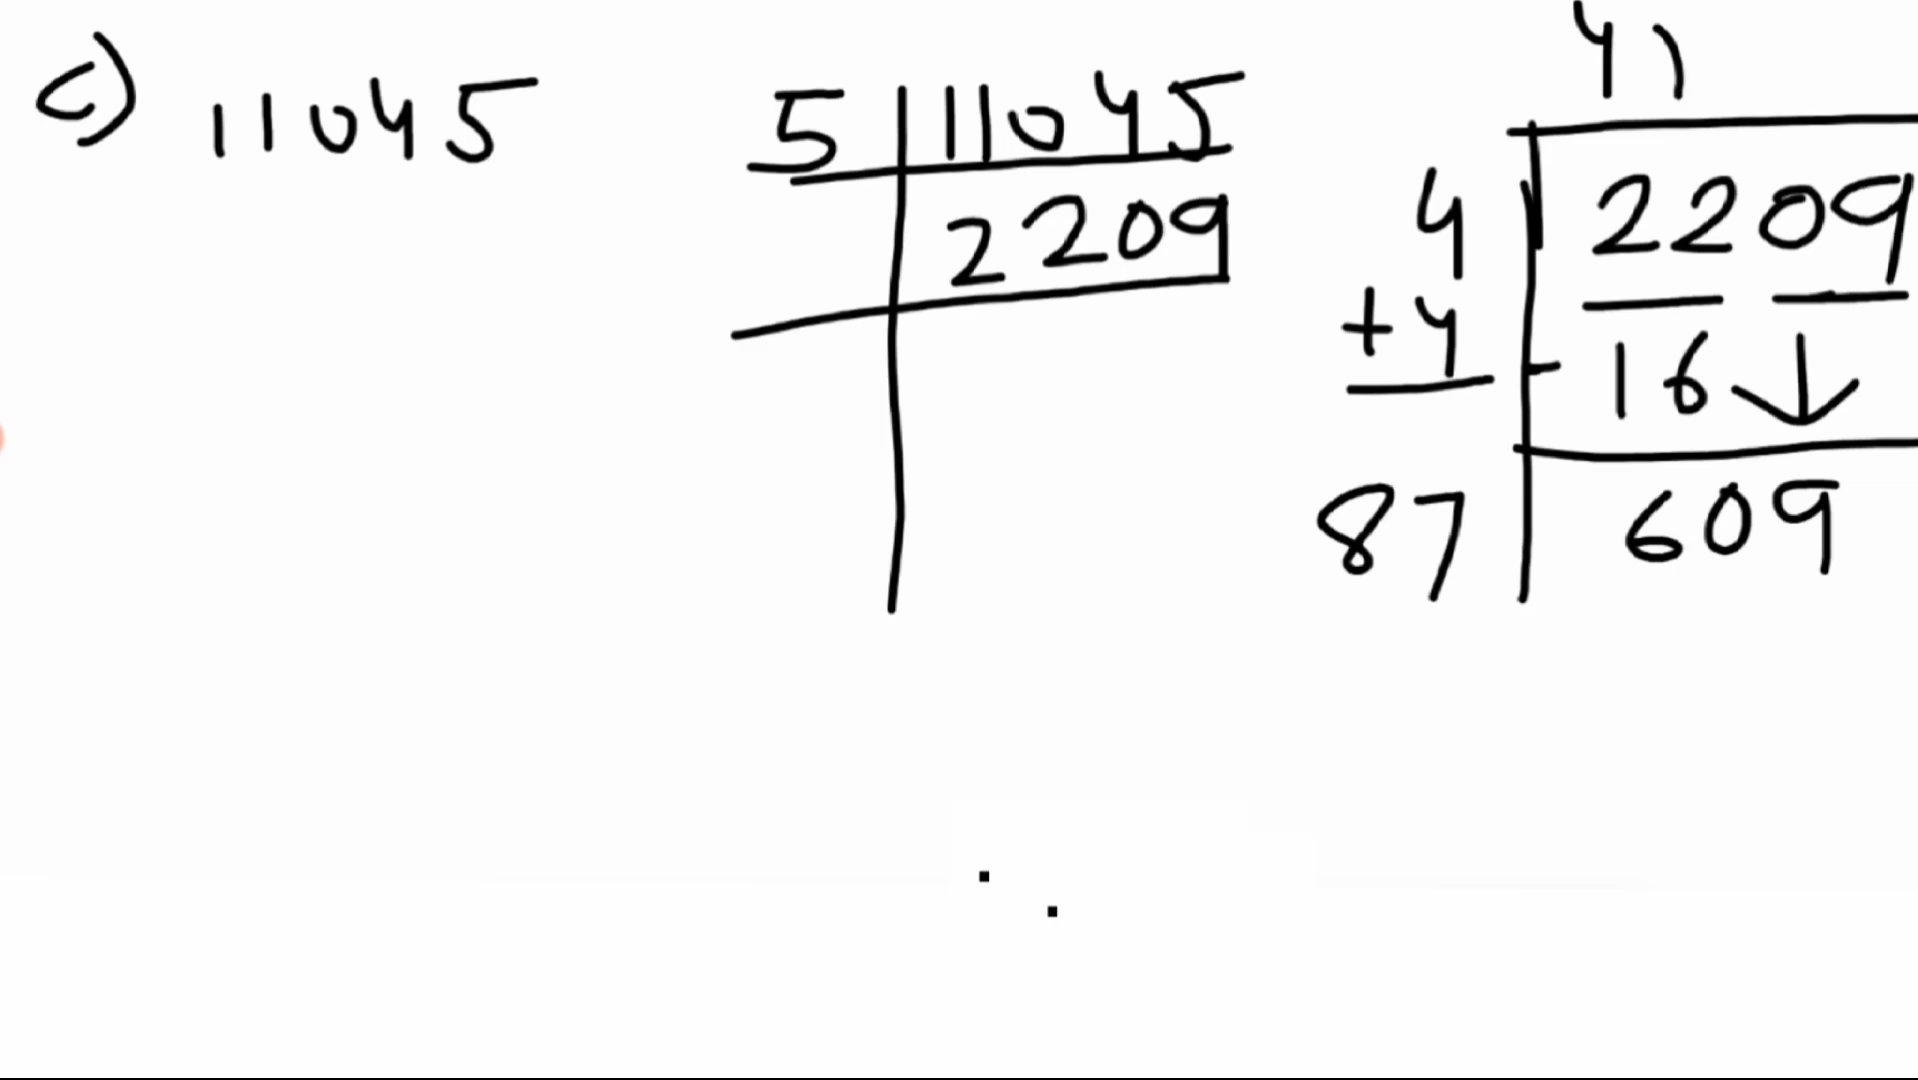 c) 11045
5 11045
2209
4
4 2209
+ 4 - 16 ↓
87 609